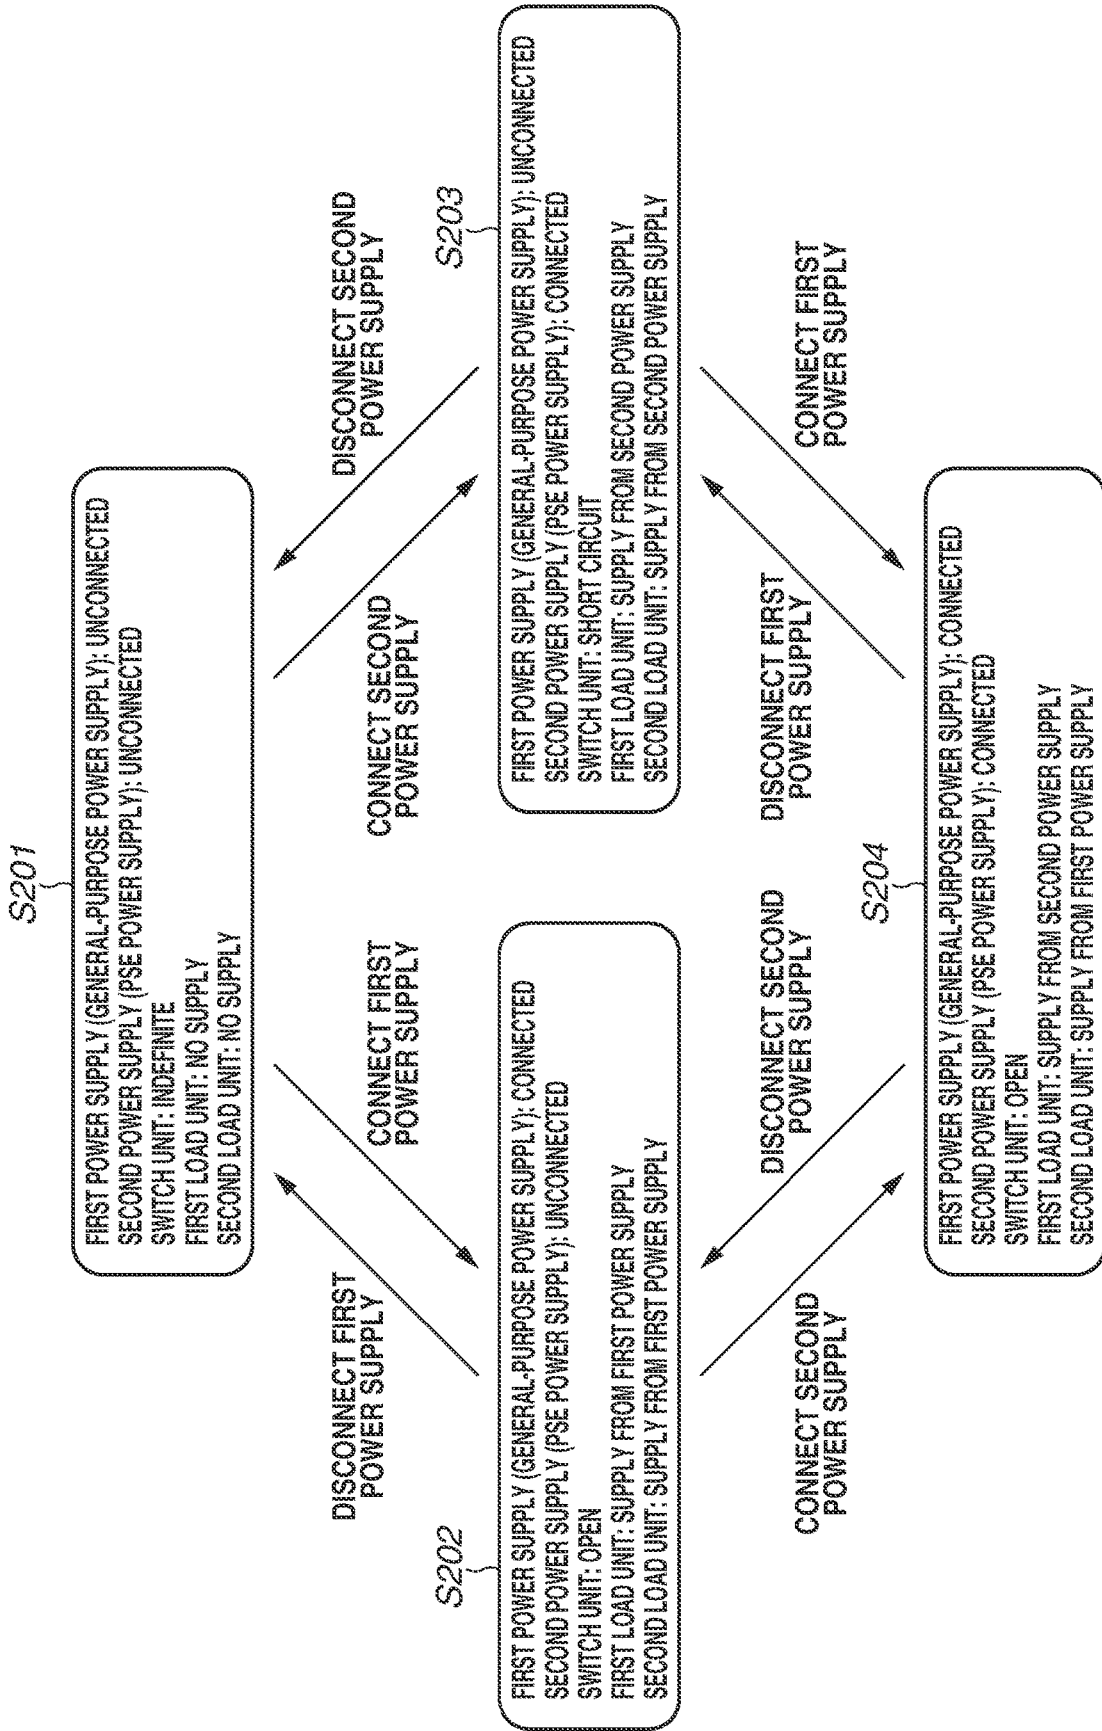 S201
FIRST POWER SUPPLY (GENERAL-PURPOSE POWER SUPPLY): UNCONNECTED
SECOND POWER SUPPLY (PSE POWER SUPPLY): UNCONNECTED
SWITCH UNIT: INDEFINITE
FIRST LOAD UNIT: NO SUPPLY
SECOND LOAD UNIT: NO SUPPLY
DISCONNECT FIRST
POWER SUPPLY
CONNECT FIRST
POWER SUPPLY
CONNECT SECOND
POWER SUPPLY
DISCONNECT SECOND
POWER SUPPLY
S202
FIRST POWER SUPPLY (GENERAL-PURPOSE POWER SUPPLY): CONNECTED
SECOND POWER SUPPLY (PSE POWER SUPPLY): UNCONNECTED
SWITCH UNIT: OPEN
FIRST LOAD UNIT: SUPPLY FROM FIRST POWER SUPPLY
SECOND LOAD UNIT: SUPPLY FROM FIRST POWER SUPPLY
S203
FIRST POWER SUPPLY (GENERAL-PURPOSE POWER SUPPLY): UNCONNECTED
SECOND POWER SUPPLY (PSE POWER SUPPLY): CONNECTED
SWITCH UNIT: SHORT CIRCUIT
FIRST LOAD UNIT: SUPPLY FROM SECOND POWER SUPPLY
SECOND LOAD UNIT: SUPPLY FROM SECOND POWER SUPPLY
CONNECT SECOND
POWER SUPPLY
DISCONNECT SECOND
POWER SUPPLY
DISCONNECT FIRST
POWER SUPPLY
CONNECT FIRST
POWER SUPPLY
S204
FIRST POWER SUPPLY (GENERAL-PURPOSE POWER SUPPLY): CONNECTED
SECOND POWER SUPPLY (PSE POWER SUPPLY): CONNECTED
SWITCH UNIT: OPEN
FIRST LOAD UNIT: SUPPLY FROM SECOND POWER SUPPLY
SECOND LOAD UNIT: SUPPLY FROM FIRST POWER SUPPLY